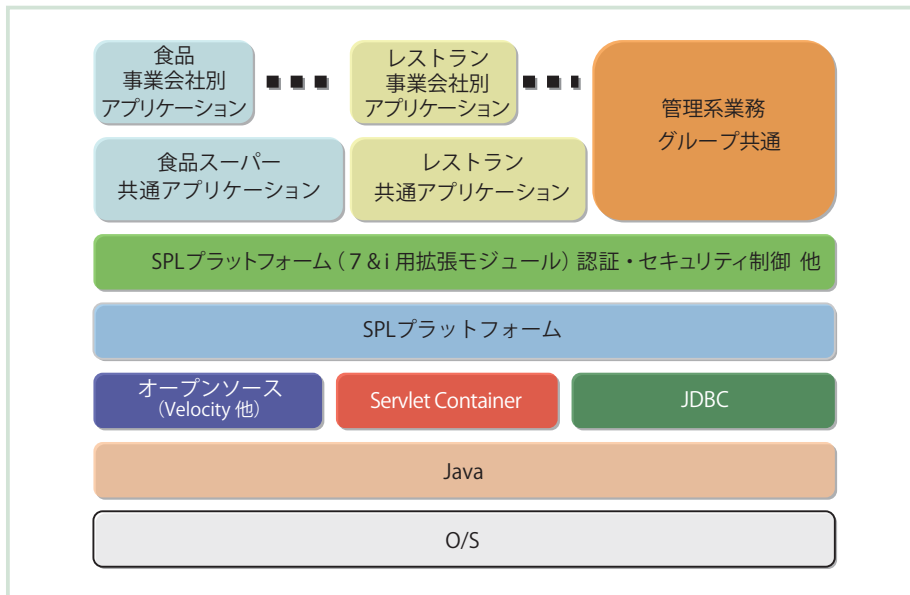 食品
事業会社別
アプリケーション
レストラン
事業会社別
アプリケーション
管理系業務
グループ共通
食品スーパー
共通アプリケーション
レストラン
共通アプリケーション
SPLプラットフォーム（７&i 用拡張モジュール）認証・セキュリティ制御 他
SPLプラットフォーム
オープンソース
（Velocity 他）
Servlet Container
JDBC
Java
O/S